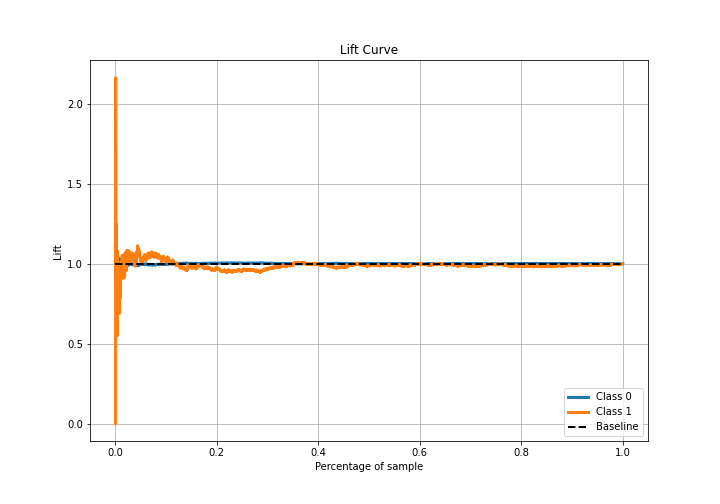 Lift Curve
2.0
1.5
1.0
0.5
0.0
Lift
0.0 0.2 0.4 0.6 0.8 1.0
Percentage of sample
Class 0
Class 1
Baseline